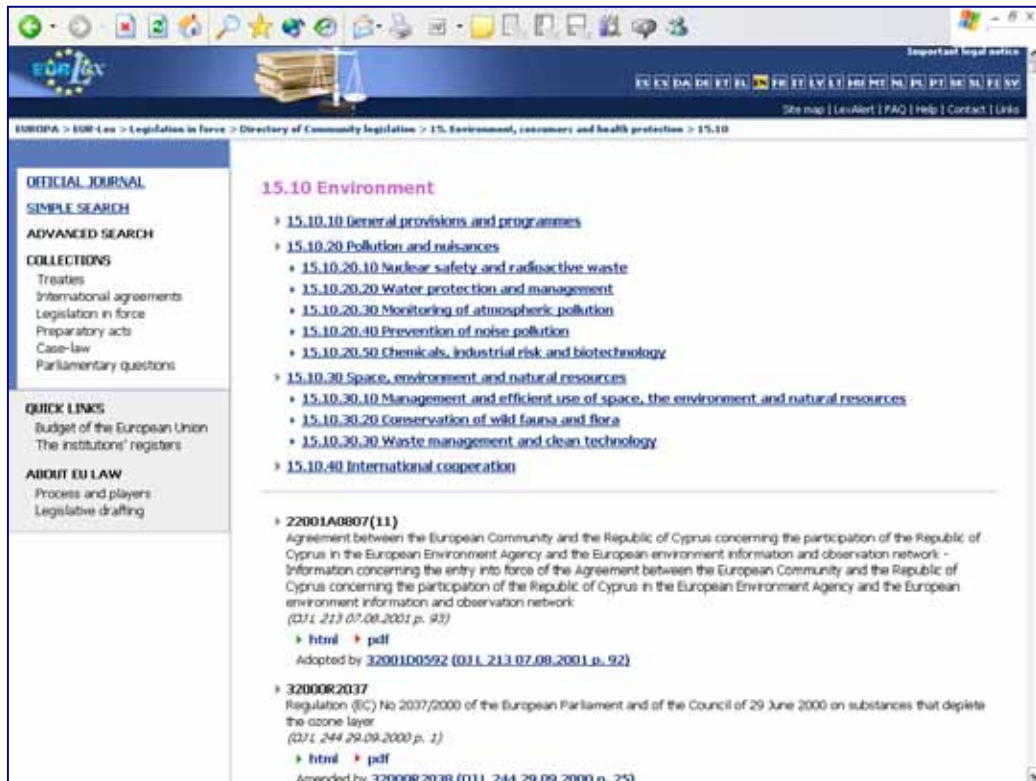 EUR lex
Important legal notice
ES CS DA DE ET EL EN FR IT LV LT HU MT NL PL PT SK SL FI SV
Site map | LexAlert | FAQ | Help | Contact | Links
EUROPA > EUR-Lex > Legislation in force > Directory of Community legislation > 15. Environment, consumers and health protection > 15.10
OFFICIAL JOURNAL
SIMPLE SEARCH
ADVANCED SEARCH
COLLECTIONS
Treaties
International agreements
Legislation in force
Preparatory acts
Case-law
Parliamentary questions
QUICK LINKS
Budget of the European Union
The institutions' registers
ABOUT EU LAW
Process and players
Legislative drafting
15.10 Environment
15.10.10 General provisions and programmes
15.10.20 Pollution and nuisances
15.10.20.10 Nuclear safety and radioactive waste
15.10.20.20 Water protection and management
15.10.20.30 Monitoring of atmospheric pollution
15.10.20.40 Prevention of noise pollution
15.10.20.50 Chemicals, industrial risk and biotechnology
15.10.30 Space, environment and natural resources
15.10.30.10 Management and efficient use of space, the environment and natural resources
15.10.30.20 Conservation of wild fauna and flora
15.10.30.30 Waste management and clean technology
15.10.40 International cooperation
22001A0807(11)
Agreement between the European Community and the Republic of Cyprus concerning the participation of the Republic of
Cyprus in the European Environment Agency and the European environment information and observation network -
Information concerning the entry into force of the Agreement between the European Community and the Republic of
Cyprus concerning the participation of the Republic of Cyprus in the European Environment Agency and the European
environment information and observation network
(OJ L 213 07.08.2001 p. 93)
html pdf
Adopted by 32001D0592 (OJ L 213 07.08.2001 p. 92)
32000R2037
Regulation (EC) No 2037/2000 of the European Parliament and of the Council of 29 June 2000 on substances that deplete
the ozone layer
(OJ L 244 29.09.2000 p. 1)
html pdf
Amended by 32000R2038 (OJ L 244 29.09.2000 p. 25)